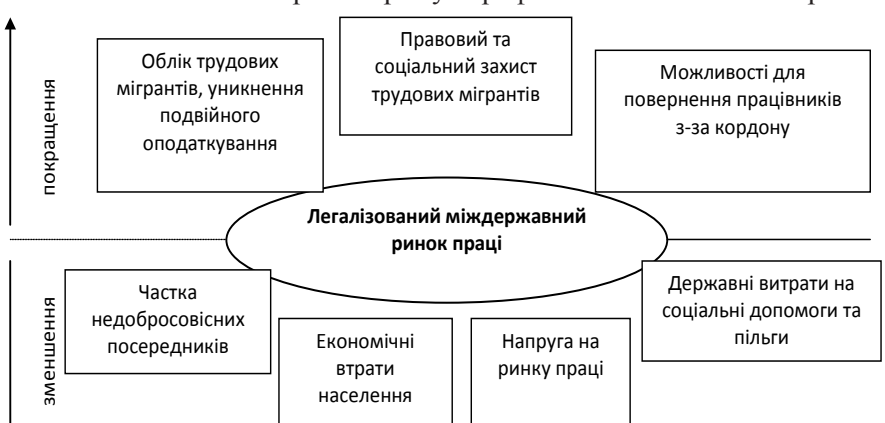 покращення
Облік трудових
мігрантів, уникнення
подвійного
оподаткування
Правовий та
соціальний захист
трудових мігрантів
Можливості для
повернення працівників
з-за кордону
Легалізований міждержавний
ринок праці
зменшення
Частка
недобросовісних
посередників
Економічні
втрати
населення
Напруга на
ринку праці
Державні витрати на
соціальні допомоги та
пільги